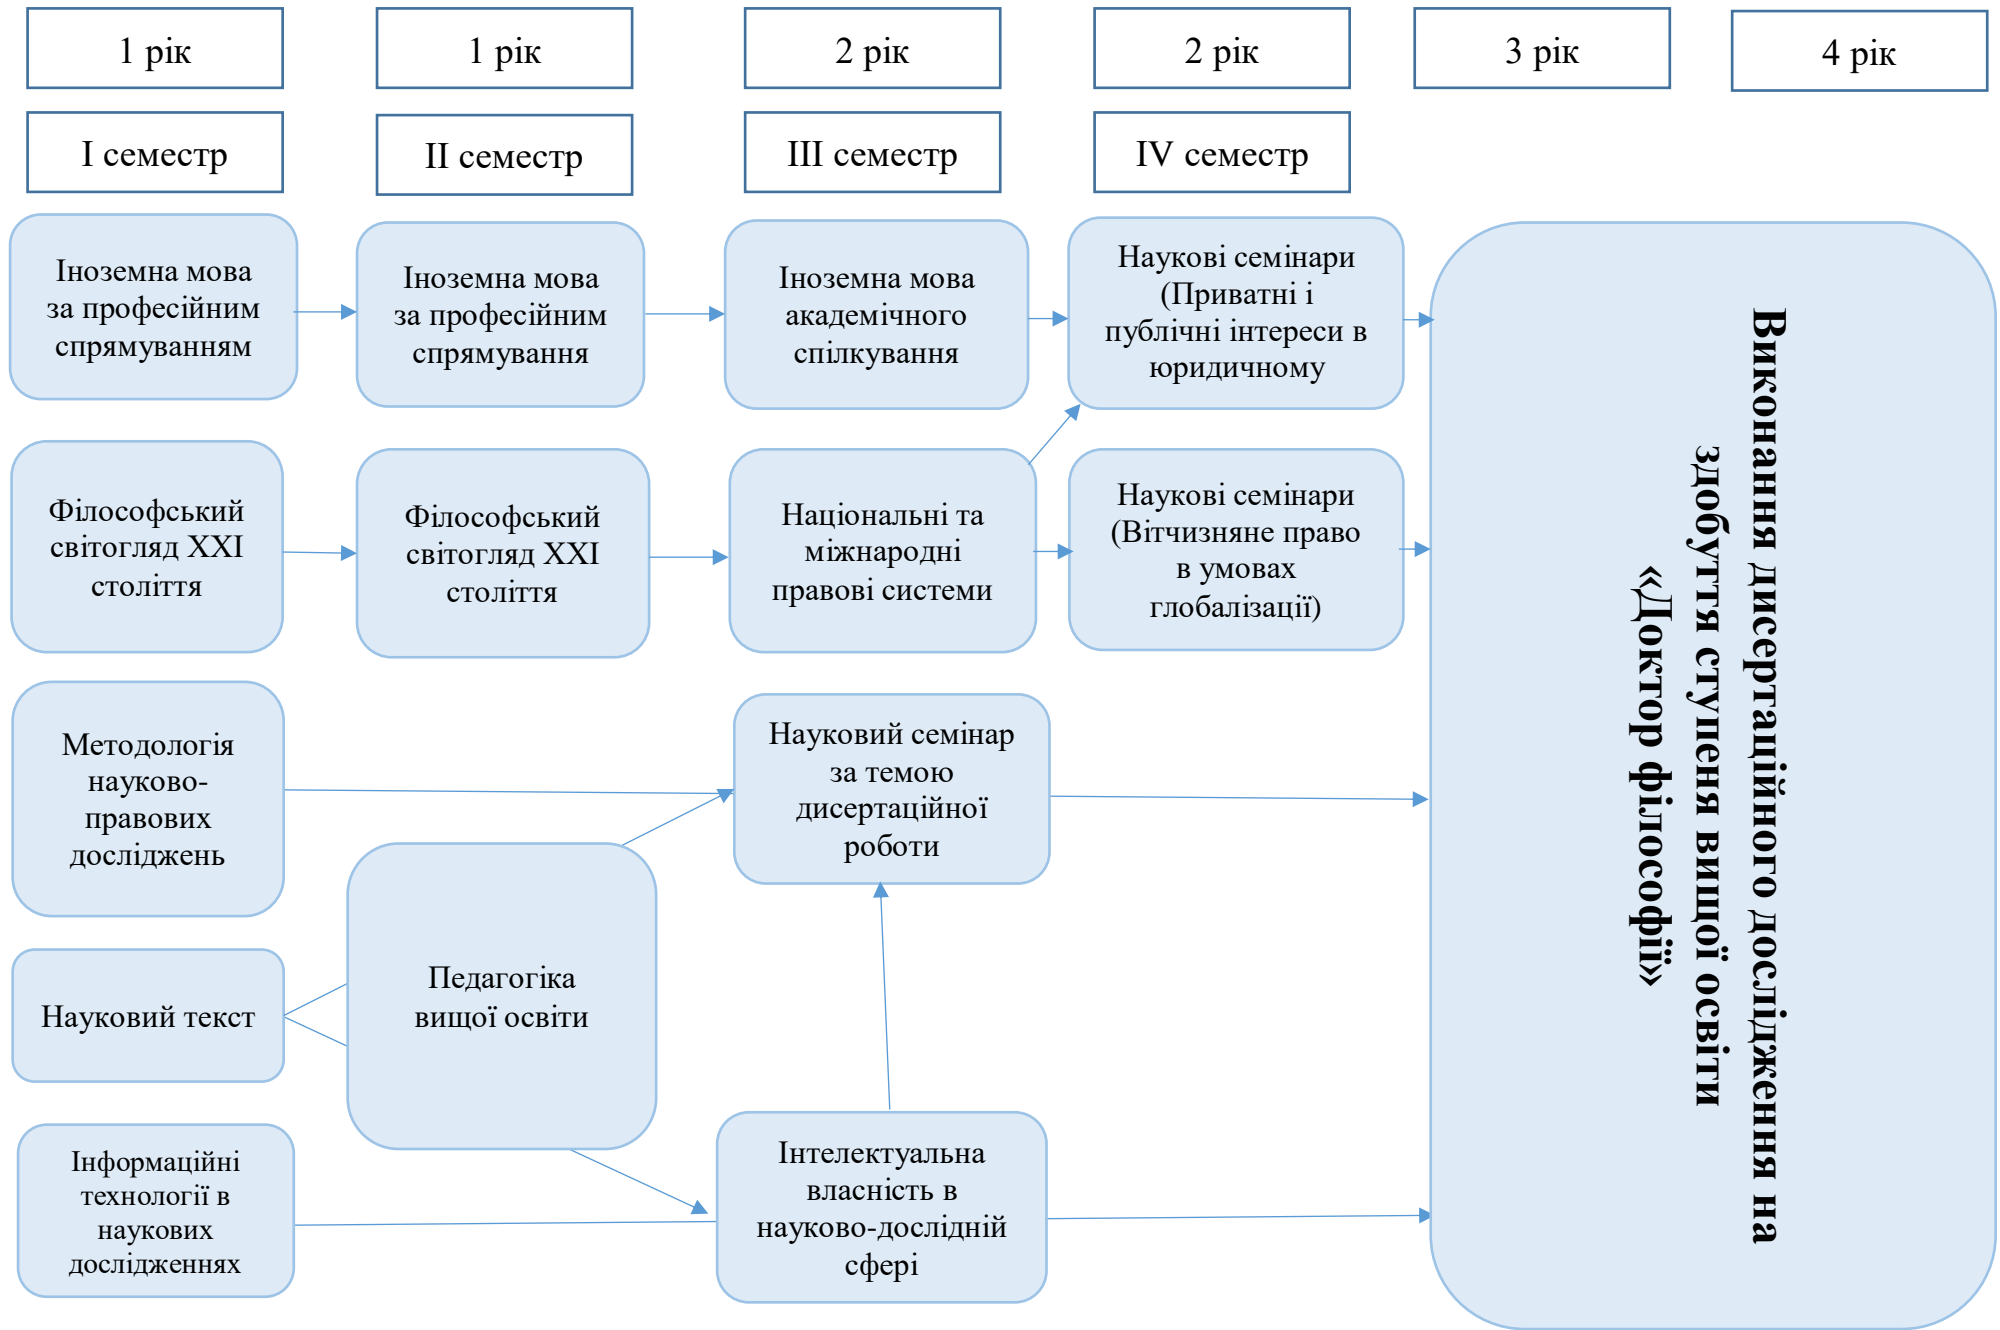 1 рік
1 рік
2 рік
2 рік
3 рік
4 рік
І семестр
ІІ семестр
ІІІ семестр
ІV семестр
Іноземна мова
за професійним
спрямуванням
Іноземна мова
за професійним
спрямування
Іноземна мова
академічного
спілкування
Наукові семінари
(Приватні і
публічні інтереси в
юридичному
Філософський
світогляд ХХІ
століття
Філософський
світогляд ХХІ
століття
Національні та
міжнародні
правові системи
Наукові семінари
(Вітчизняне право
в умовах
глобалізації)
Методологія
науково-
правових
досліджень
Науковий семінар
за темою
дисертаційної
роботи
Науковий текст
Педагогіка
вищої освіти
Інформаційні
технології в
наукових
дослідженнях
Інтелектуальна
власність в
науково-дослідній
сфері
Виконання дисертаційного дослідження на
здобуття ступеня вищої освіти
«Доктор філософії»